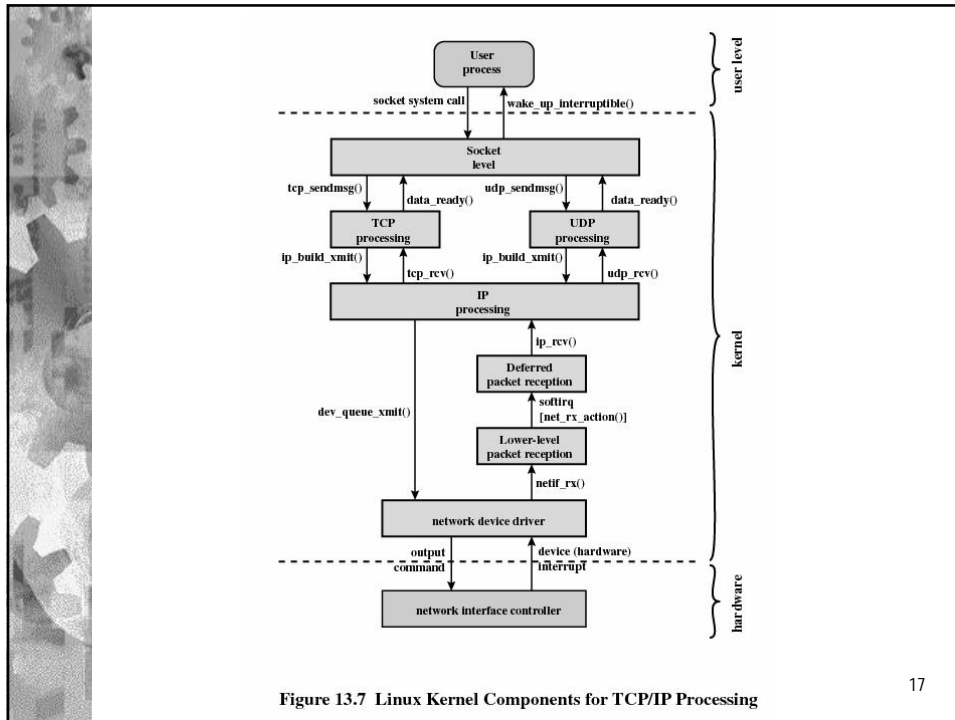 User
process
user level
socket system call
wake_up_interruptible()
Socket
level
tcp_sendmsg()
data_ready()
udp_sendmsg()
data_ready()
TCP
processing
UDP
processing
ip_build_xmit()
tcp_rcv()
ip_build_xmit()
udp_rcv()
IP
processing
ip_rcv()
kernel
Deferred
packet reception
dev_queue_xmit()
softirq
[net_rx_action()]
Lower-level
packet reception
netif_rx()
network device driver
output
command
device (hardware)
interrupt
network interface controller
hardware
Figure 13.7 Linux Kernel Components for TCP/IP Processing
17